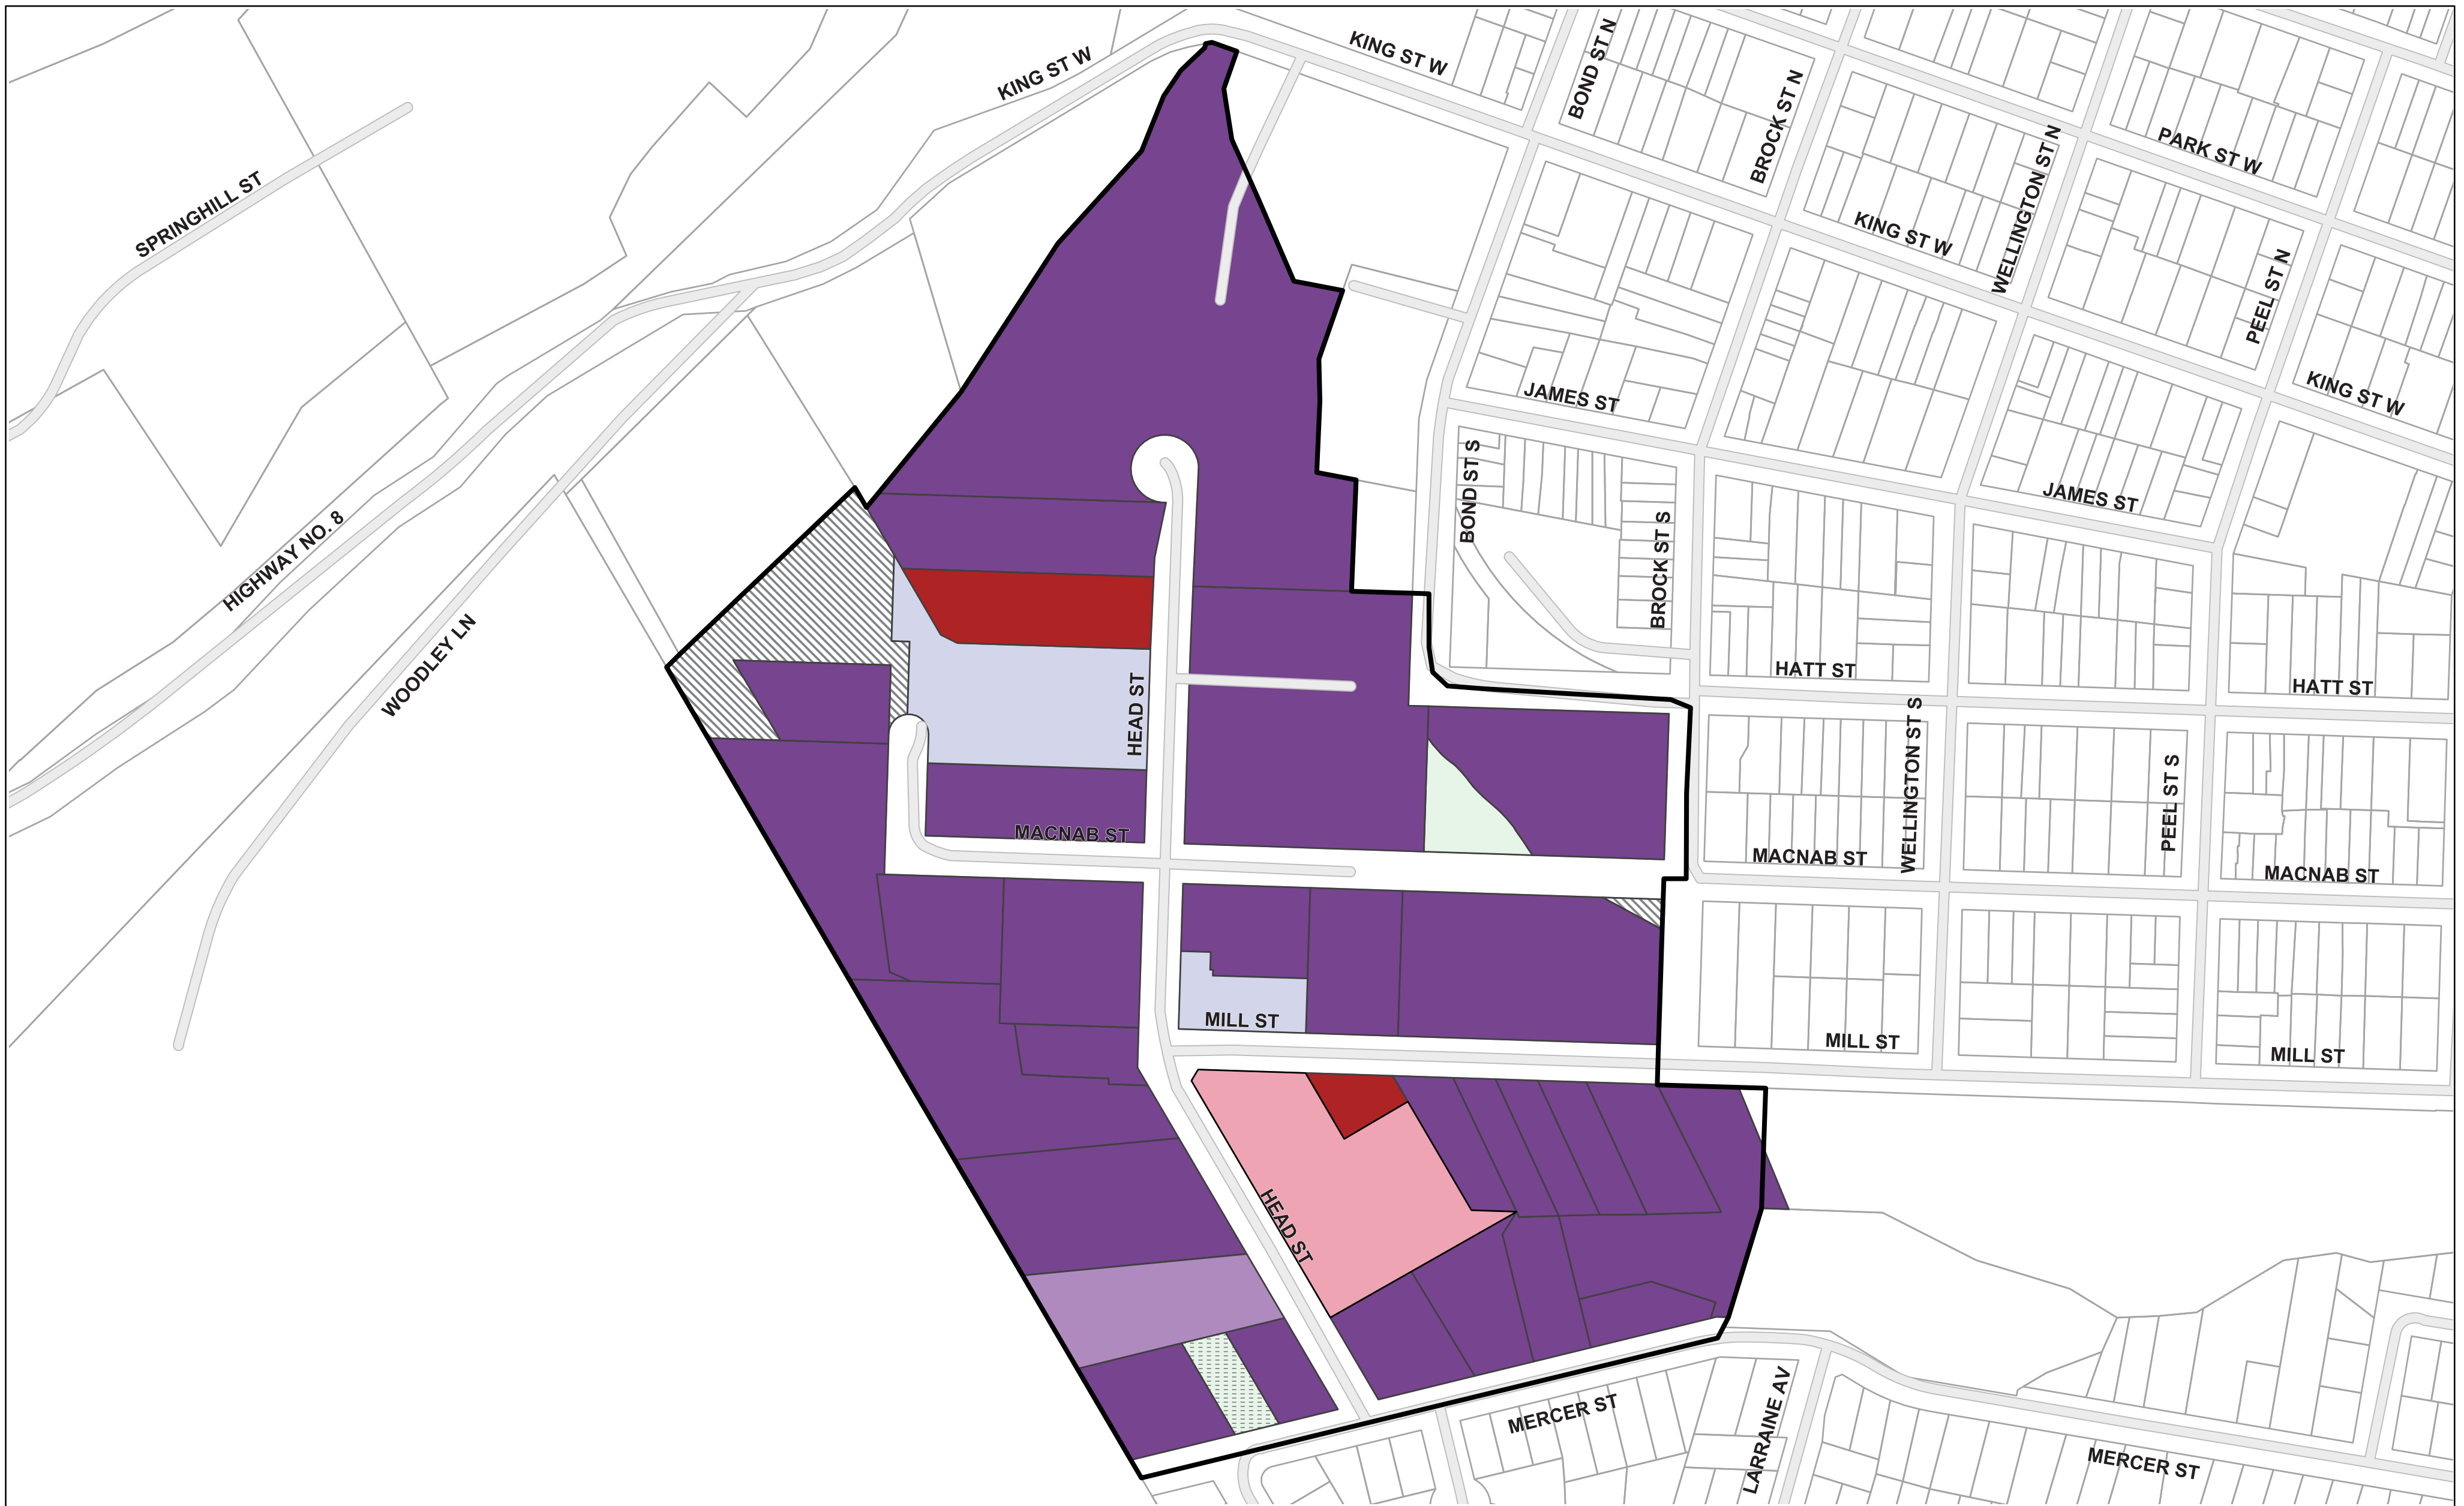 KING ST W
KING ST W
BOND ST N
BROCK ST N
PARK ST W
WELLINGTON ST N
KING ST W
SPRINGHILL ST
PEEL ST N
KING ST W
JAMES ST
BOND ST S
JAMES ST
BROCK ST S
HIGHWAY NO. 8
WOODLEY LN
HATT ST
HATT ST
HEAD ST
WELLINGTON ST S
PEEL ST S
MACNAB ST
MACNAB ST
MACNAB ST
MILL ST
MILL ST
MILL ST
HEAD ST
MERCER ST
LARRAINE AV
MERCER ST